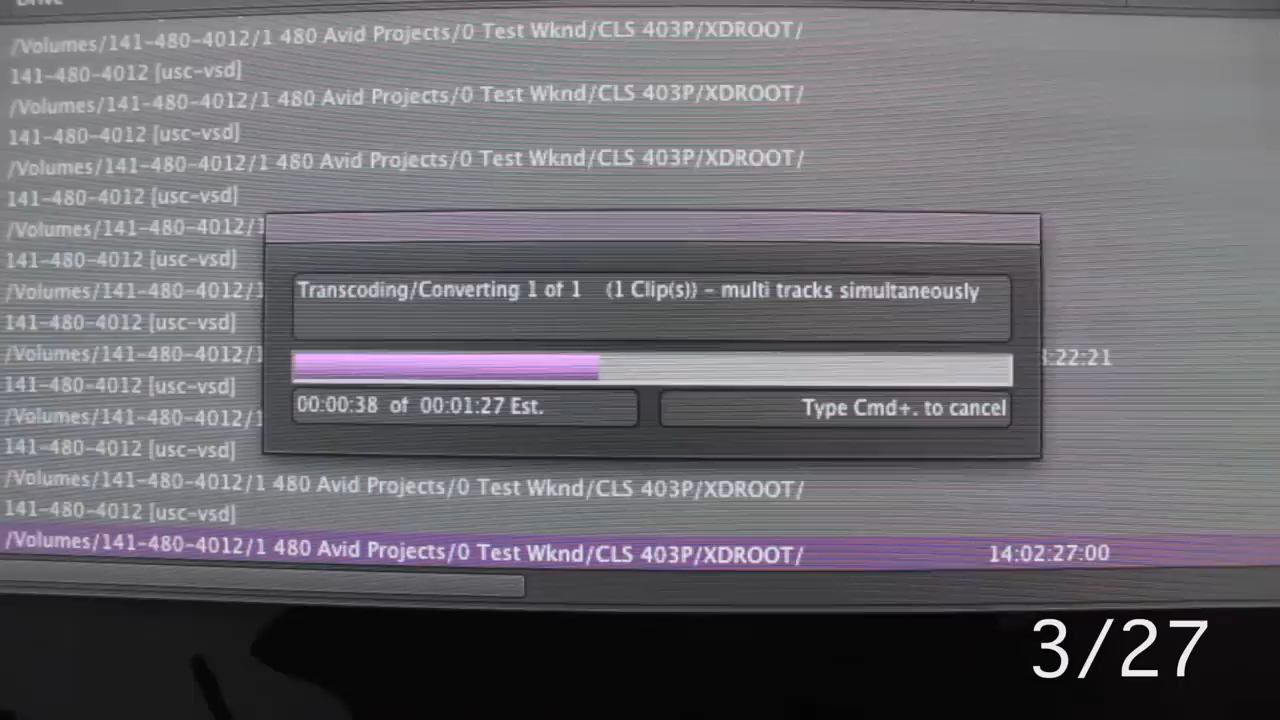 Drive
/Volumes/141-480-4012/1 480 Avid Projects/0 Test Wknd/CLS 403P/XDROOT/
141-480-4012 [usc-vsd]
/Volumes/141-480-4012/1 480 Avid Projects/0 Test Wknd/CLS 403P/XDROOT/
141-480-4012 [usc-vsd]
/Volumes/141-480-4012/1 480 Avid Projects/0 Test Wknd/CLS 403P/XDROOT/
141-480-4012 [usc-vsd]
/Volumes/141-480-4012/1
141-480-4012 [usc-vsd]
/Volumes/141-480-4012/1
141-480-4012 [usc-vsd]
/Volumes/141-480-4012/1 :22:21
141-480-4012 [usc-vsd]
/Volumes/141-480-4012/1
141-480-4012 [usc-vsd]
/Volumes/141-480-4012/1 480 Avid Projects/0 Test Wknd/CLS 403P/XDROOT/
141-480-4012 [usc-vsd]
/Volumes/141-480-4012/1 480 Avid Projects/0 Test Wknd/CLS 403P/XDROOT/ 14:02:27:00
Transcoding/Converting 1 of 1 (1 Clip(s)) - multi tracks simultaneously
00:00:38 of 00:01:27 Est.
Type Cmd+. to cancel
3/27